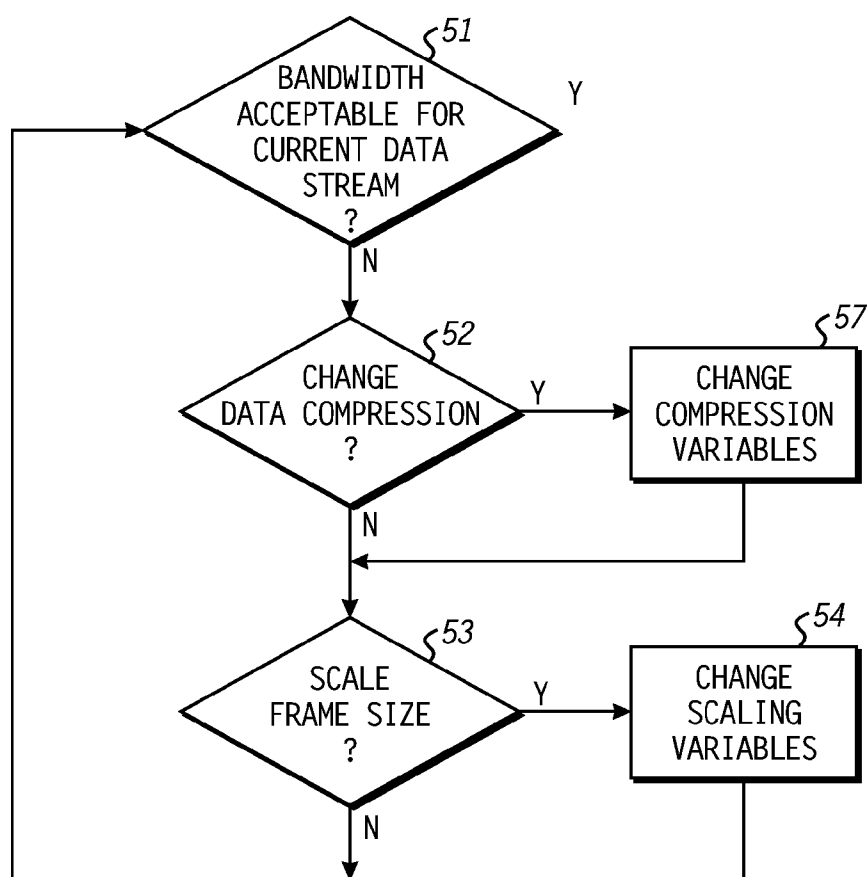 51
BANDWIDTH
ACCEPTABLE FOR
CURRENT DATA
STREAM
?
Y
N
52
CHANGE
DATA COMPRESSION
?
Y
N
57
CHANGE
COMPRESSION
VARIABLES
53
SCALE
FRAME SIZE
?
Y
N
54
CHANGE
SCALING
VARIABLES